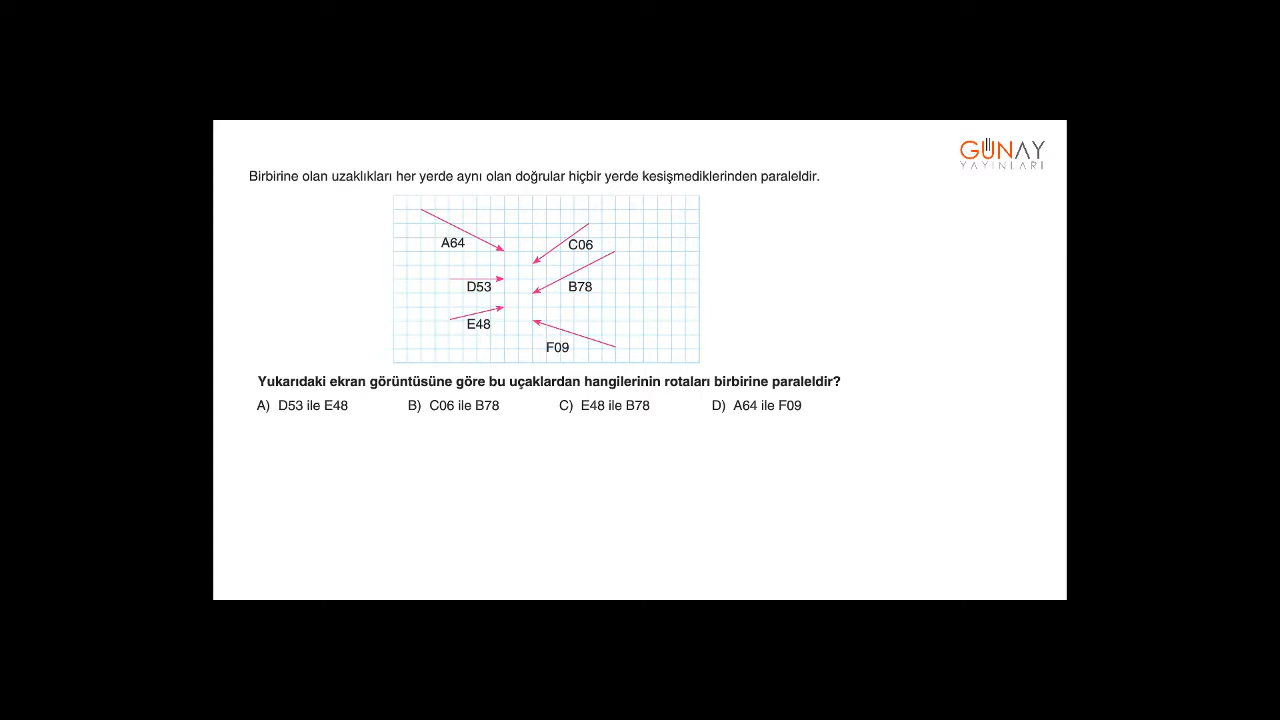 GÜNAY
YAYINLARI
Birbirine olan uzaklıkları her yerde aynı olan doğrular hiçbir yerde kesişmediklerinden paraleldir.
A64
C06
D53
B78
E48
F09
Yukarıdaki ekran görüntüsüne göre bu uçaklardan hangilerinin rotaları birbirine paraleldir?
A) D53 ile E48 B) C06 ile B78 C) E48 ile B78 D) A64 ile F09